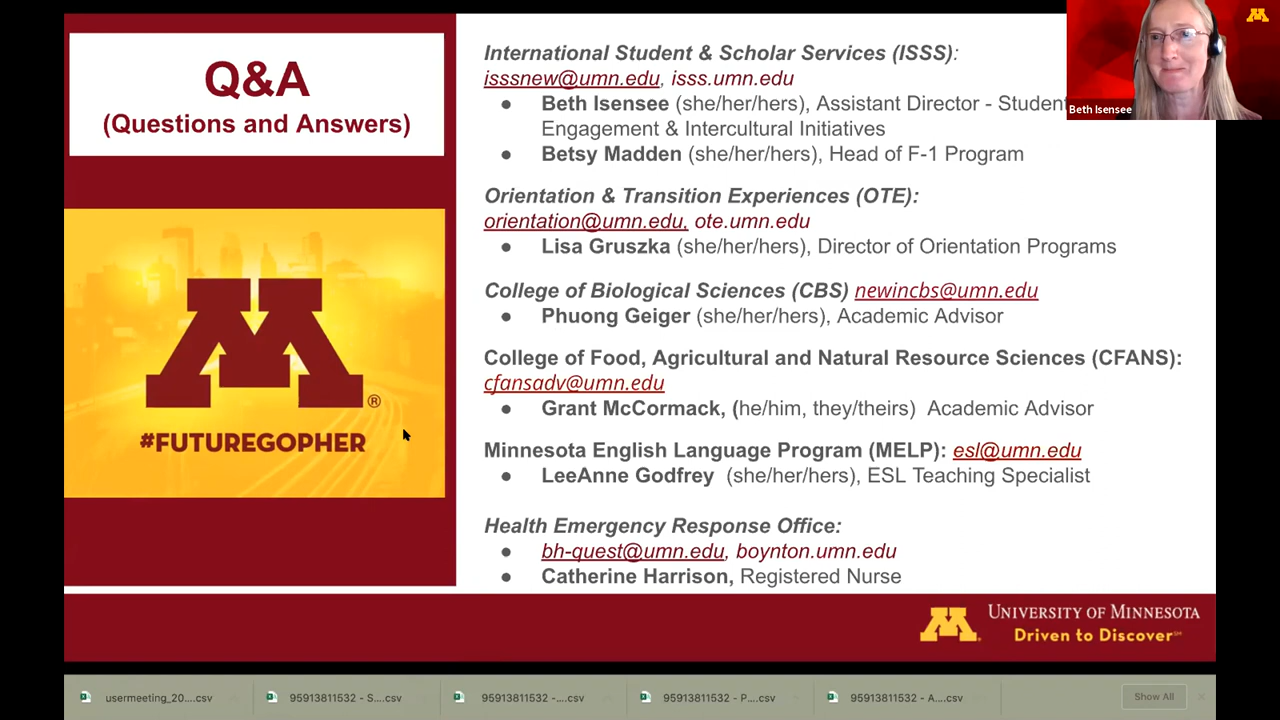 Q&A
(Questions and Answers)
#FUTUREGOPHER
International Student & Scholar Services (ISSS):
isssnew@umn.edu, isss.umn.edu
● Beth Isensee (she/her/hers), Assistant Director - Student
Engagement & Intercultural Initiatives
● Betsy Madden (she/her/hers), Head of F-1 Program
Orientation & Transition Experiences (OTE):
orientation@umn.edu, ote.umn.edu
● Lisa Gruszka (she/her/hers), Director of Orientation Programs
College of Biological Sciences (CBS) newincbs@umn.edu
● Phuong Geiger (she/her/hers), Academic Advisor
College of Food, Agricultural and Natural Resource Sciences (CFANS):
cfansadv@umn.edu
● Grant McCormack, (he/him, they/theirs) Academic Advisor
Minnesota English Language Program (MELP): esl@umn.edu
● LeeAnne Godfrey (she/her/hers), ESL Teaching Specialist
Health Emergency Response Office:
● bh-quest@umn.edu, boynton.umn.edu
● Catherine Harrison, Registered Nurse
Beth Isensee
M
M®
M
UNIVERSITY OF MINNESOTA
Driven to Discover℠
usermeeting_20....csv
95913811532 - S....csv
95913811532 -....csv
95913811532 - P....csv
95913811532 - A....csv
Show All